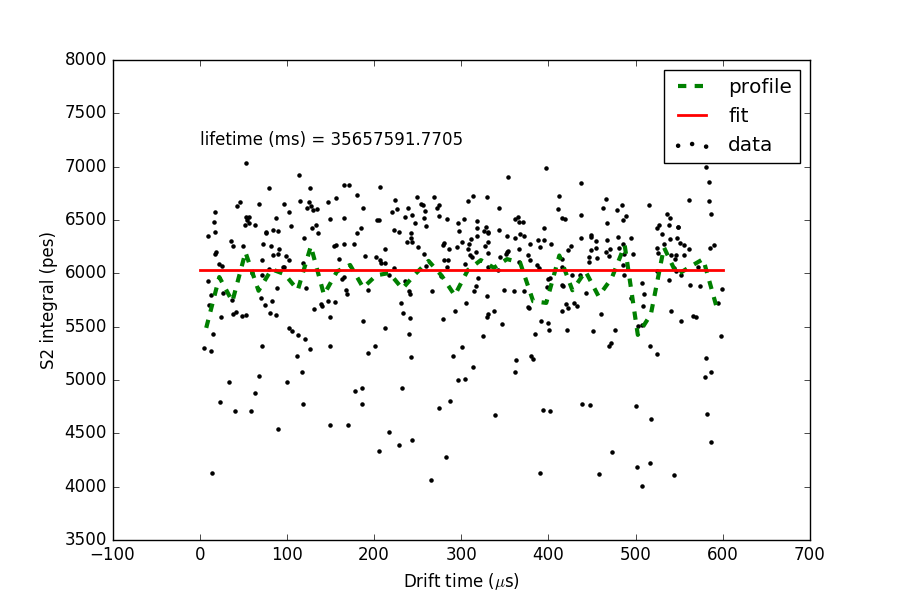 8000
7500
7000
6500
6000
5500
5000
4500
4000
3500
S2 integral (pes)
lifetime (ms) = 35657591.7705
profile
fit
data
−100 0 100 200 300 400 500 600 700
Drift time (μs)